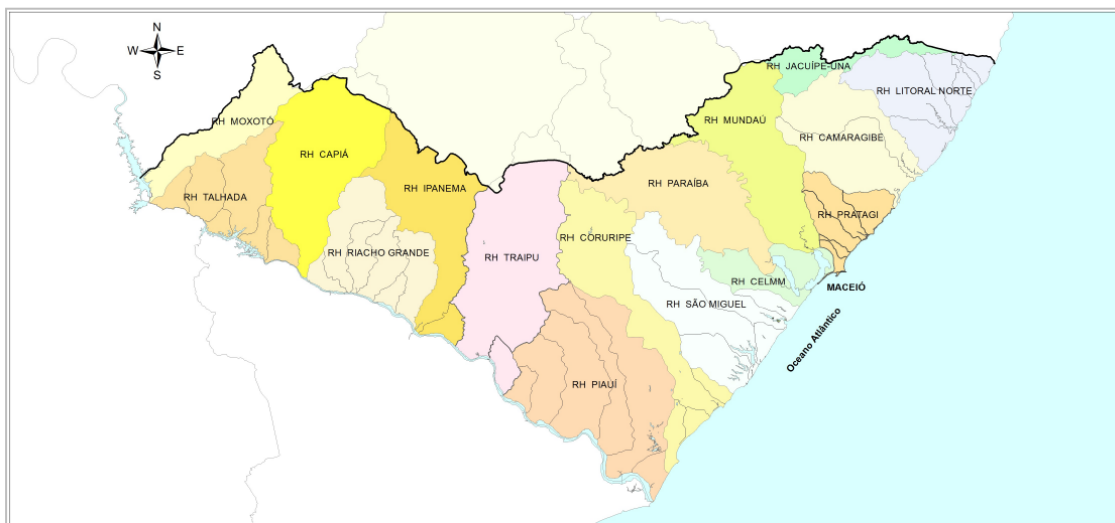 N
W E
S
RH JACUÍPE-UNA
RH LITORAL NORTE
RH MOXOTÓ
RH MUNDAÚ
RH CAMARAGIBE
RH CAPIÁ
RH IPANEMA
RH PARAÍBA
RH TALHADA
RH PRATAGI
RH CORURIPE
RH RIACHO GRANDE
RH TRAIPU
RH CELMM
MACEIÓ
RH SÃO MIGUEL
Oceano Atlântico
RH PIAUÍ